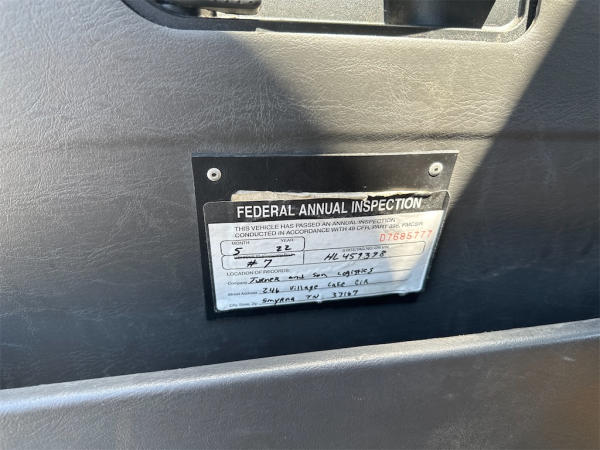 FEDERAL ANNUAL INSPECTION
THIS VEHICLE HAS PASSED AN ANNUAL INSPECTION
CONDUCTED IN ACCORDANCE WITH 49 CFR, PART 396, FMCSR
D7685777
MONTH YEAR
5 22
# 7 HL459378
LOCATION OF RECORDS
Company Turner and Son Logistics
Street Address 246 Village Lake CIR
City, State, Zip Smyrna TN 37167